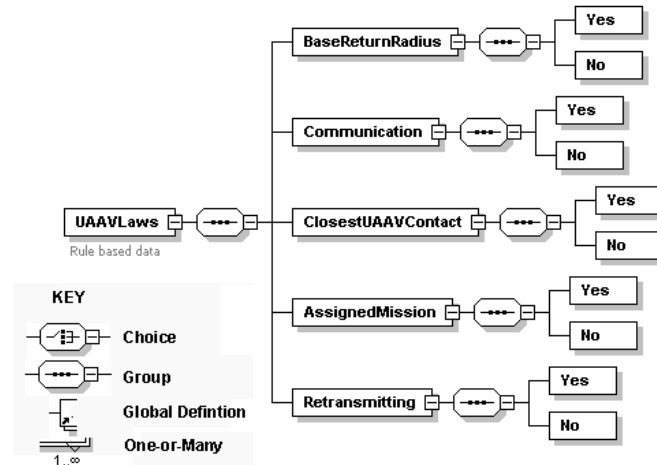 BaseReturnRadius
Yes
No
Communication
Yes
No
UAAVLaws
Rule based data
ClosestUAAVContact
Yes
No
AssignedMission
Yes
No
Retransmitting
Yes
No
KEY
Choice
Group
Global Defintion
One-or-Many
1..∞